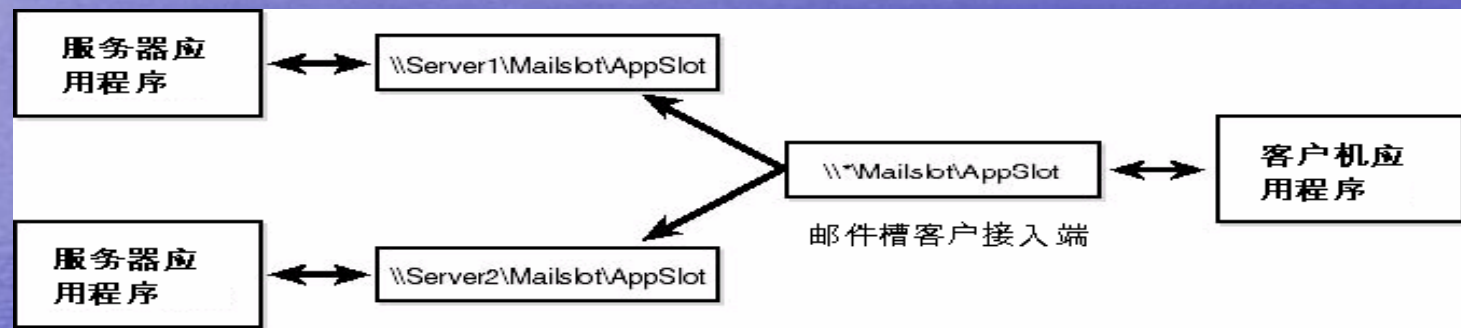 服务器应
用程序
\\Server1\Mailslot\AppSlot
\\*\Mailslot\AppSlot
客户机应
用程序
邮件槽客户接入端
服务器应
用程序
\\Server2\Mailslot\AppSlot